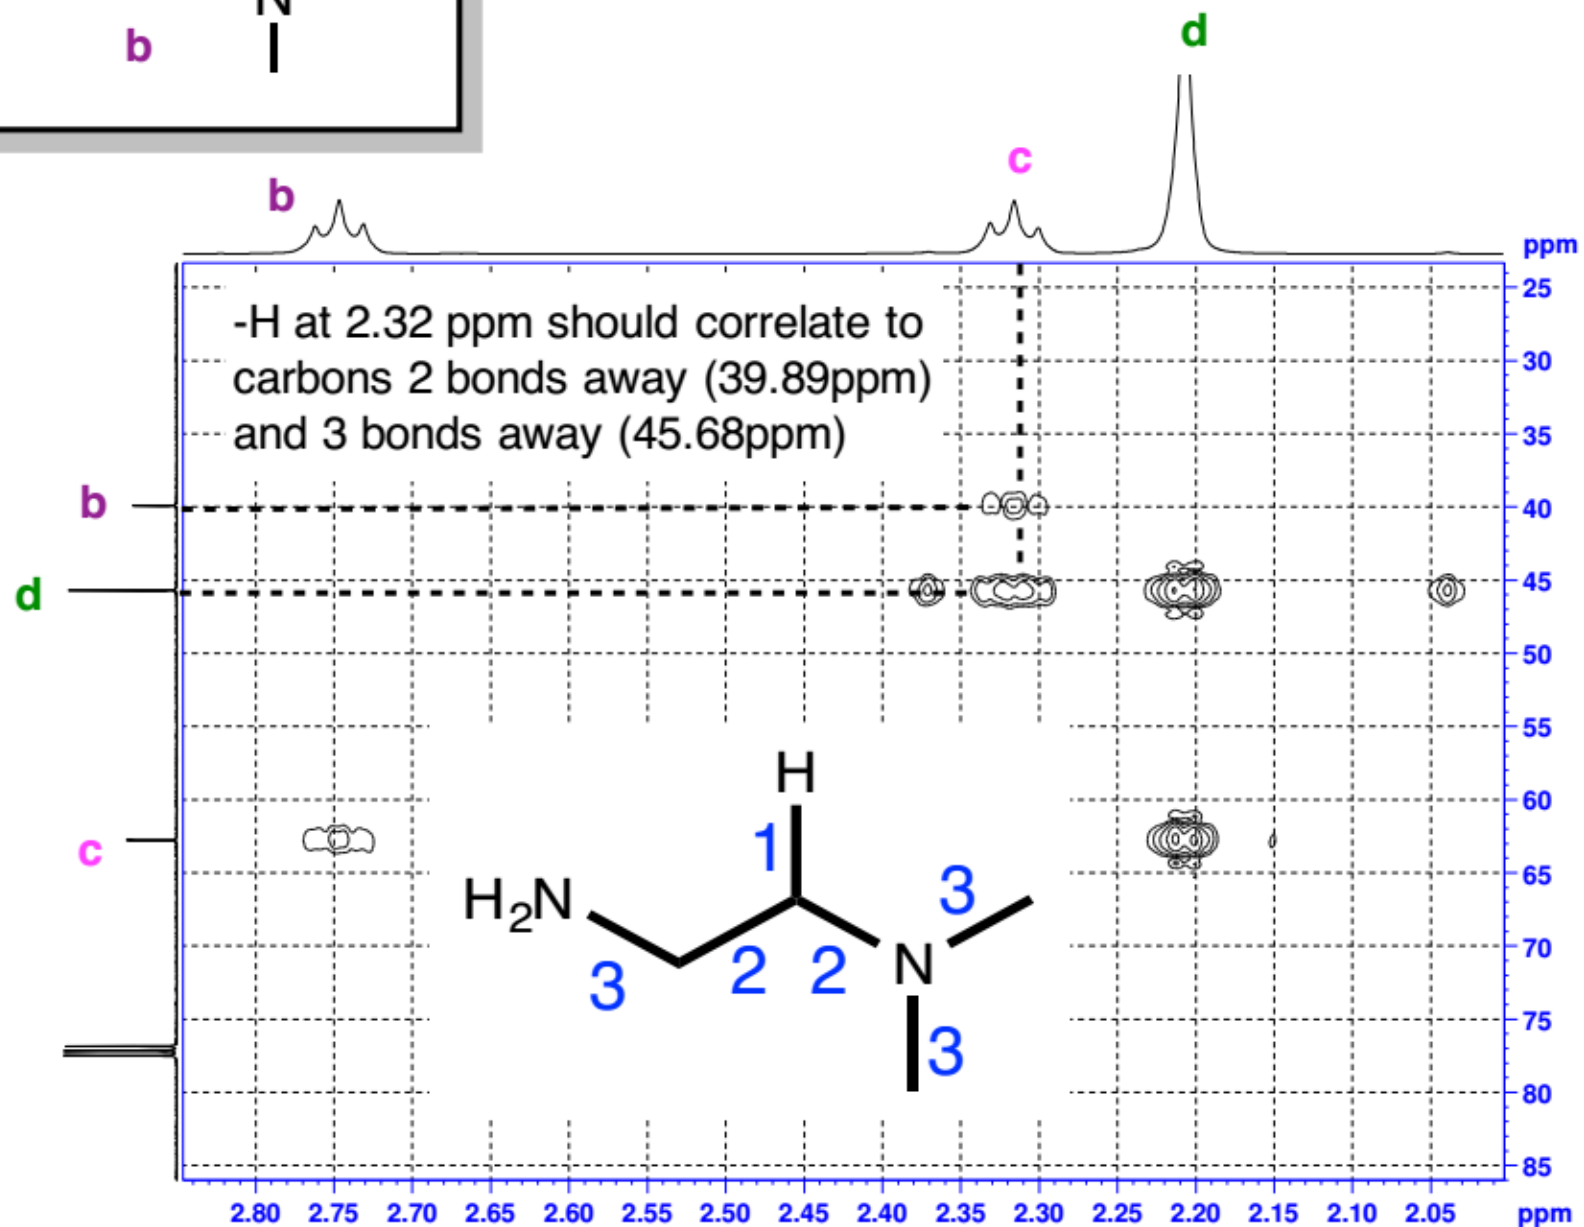 N
b
d
c
b
ppm
-H at 2.32 ppm should correlate to
carbons 2 bonds away (39.89ppm)
and 3 bonds away (45.68ppm)
25
30
35
b
40
d
45
50
55
H
60
c
1
H2N
3
65
3
2
2
N
70
3
75
80
85
2.80 2.75 2.70 2.65 2.60 2.55 2.50 2.45 2.40 2.35 2.30 2.25 2.20 2.15 2.10 2.05 ppm